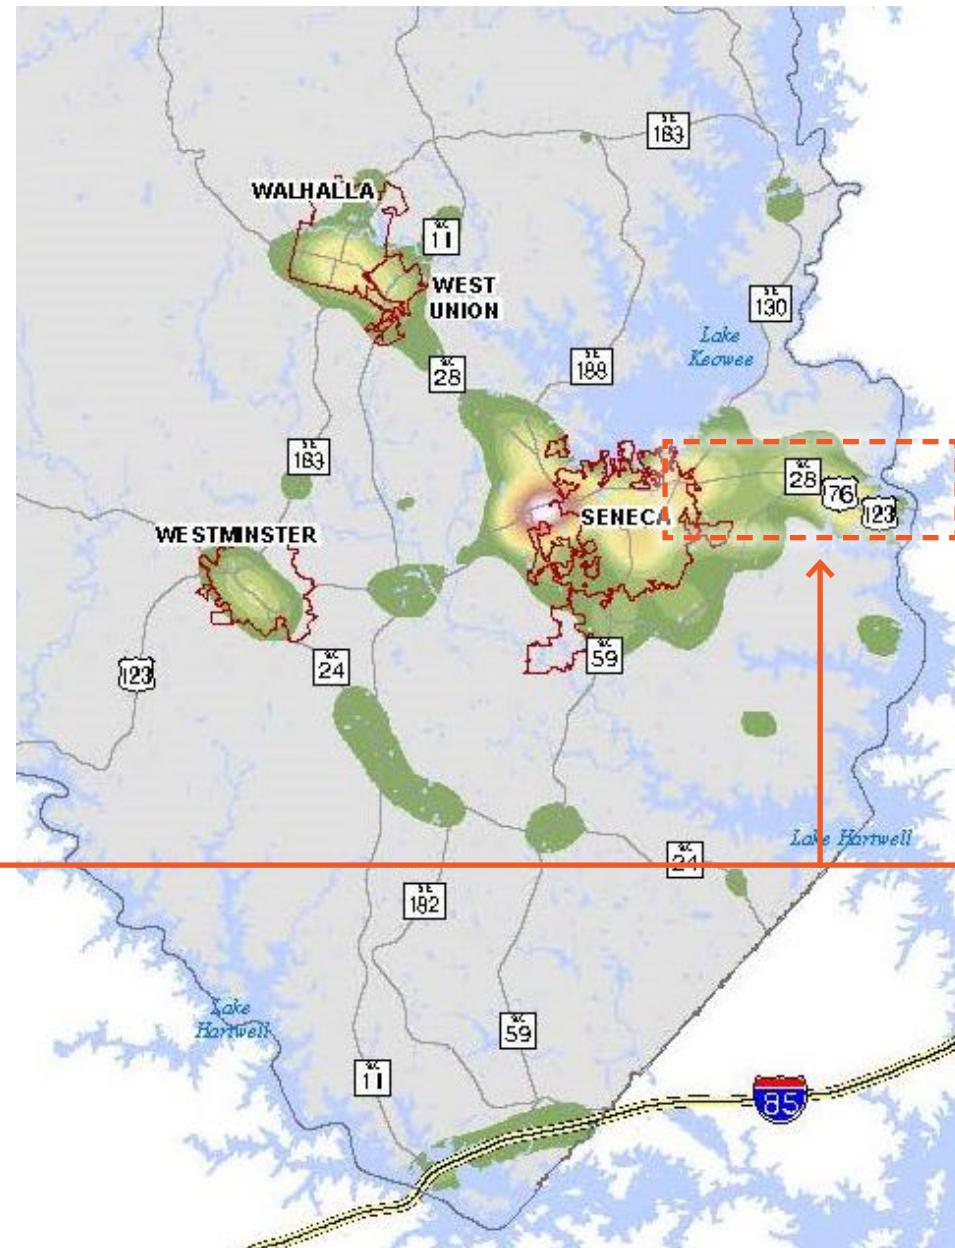 183
WALHALLA
11
WEST
UNION
130
Lake
Keowee
188
28
183
28
76
123
SENECA
WESTMINSTER
59
24
123
Lake Hartwell
24
182
Lake
Hartwell
59
11
85